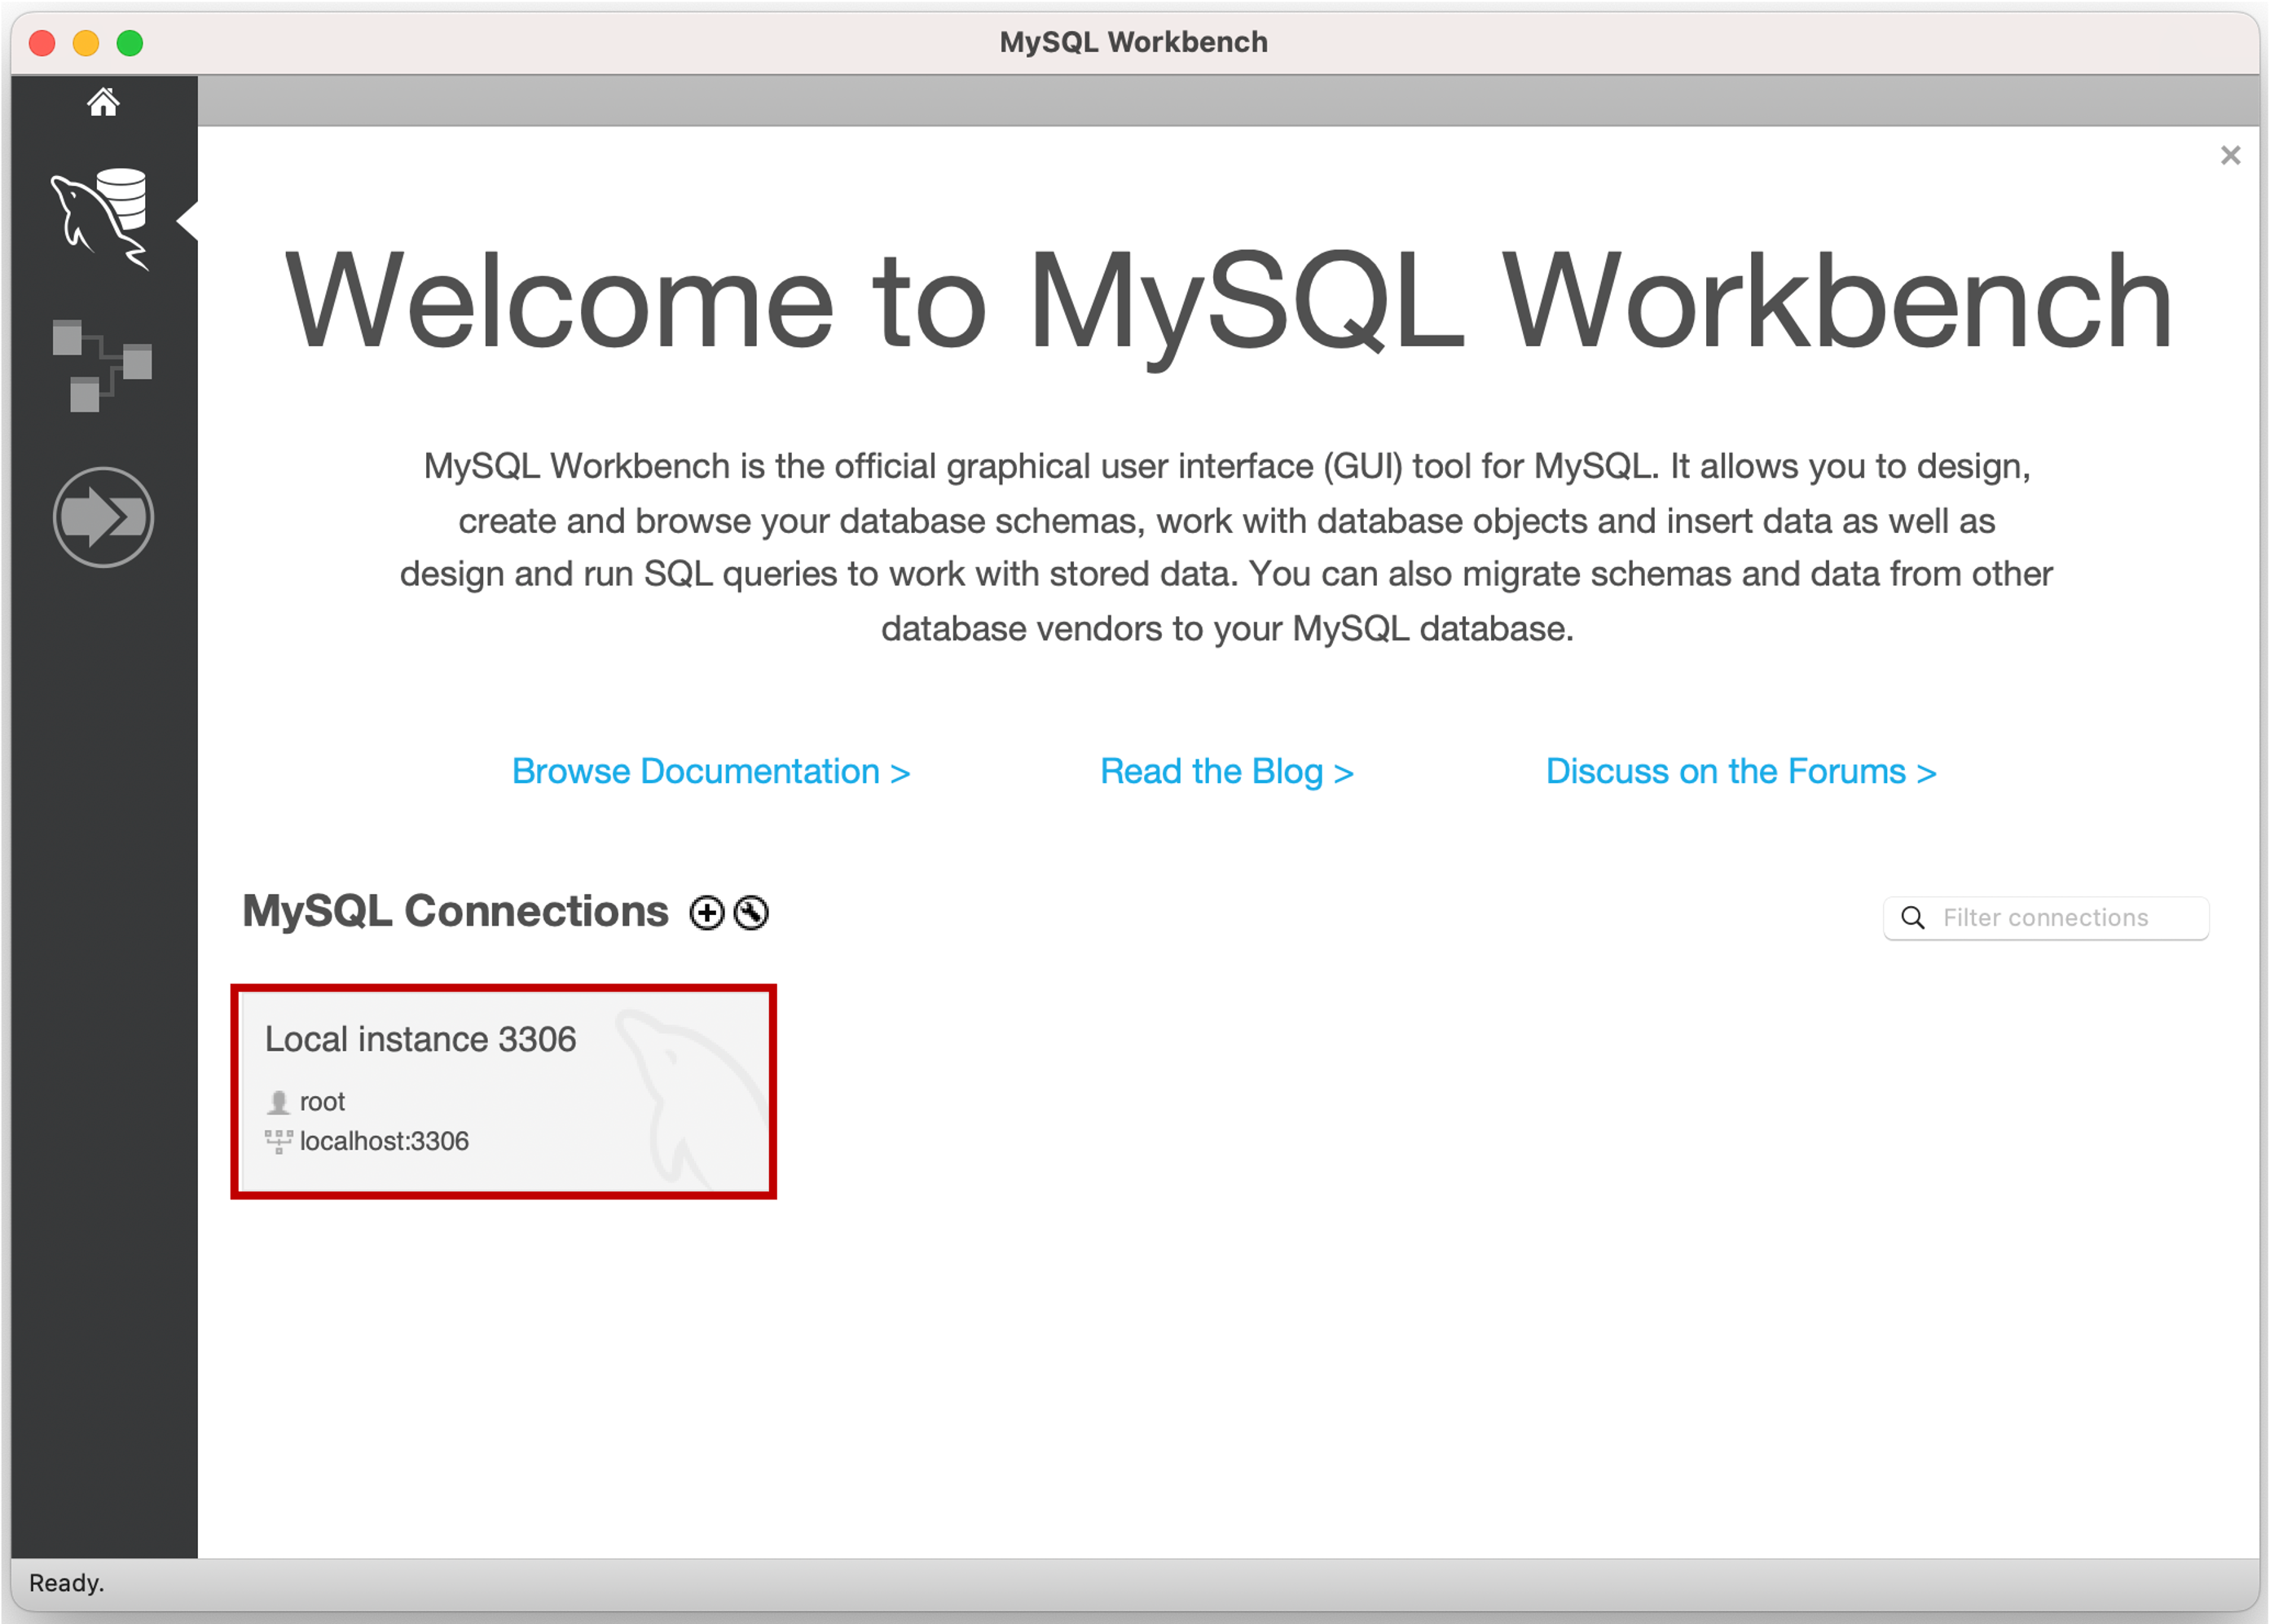 MySQL Workbench
Welcome to MySQL Workbench
MySQL Workbench is the official graphical user interface (GUI) tool for MySQL. It allows you to design,
create and browse your database schemas, work with database objects and insert data as well as
design and run SQL queries to work with stored data. You can also migrate schemas and data from other
database vendors to your MySQL database.
Browse Documentation > Read the Blog > Discuss on the Forums >
MySQL Connections Filter connections
Local instance 3306
root
localhost:3306
Ready.